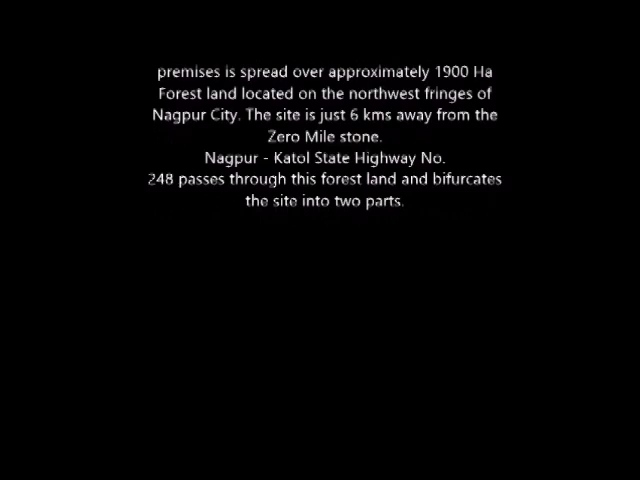 premises is spread over approximately 1900 Ha
Forest land located on the northwest fringes of
Nagpur City. The site is just 6 kms away from the
Zero Mile stone.
Nagpur - Katol State Highway No.
248 passes through this forest land and bifurcates
the site into two parts.